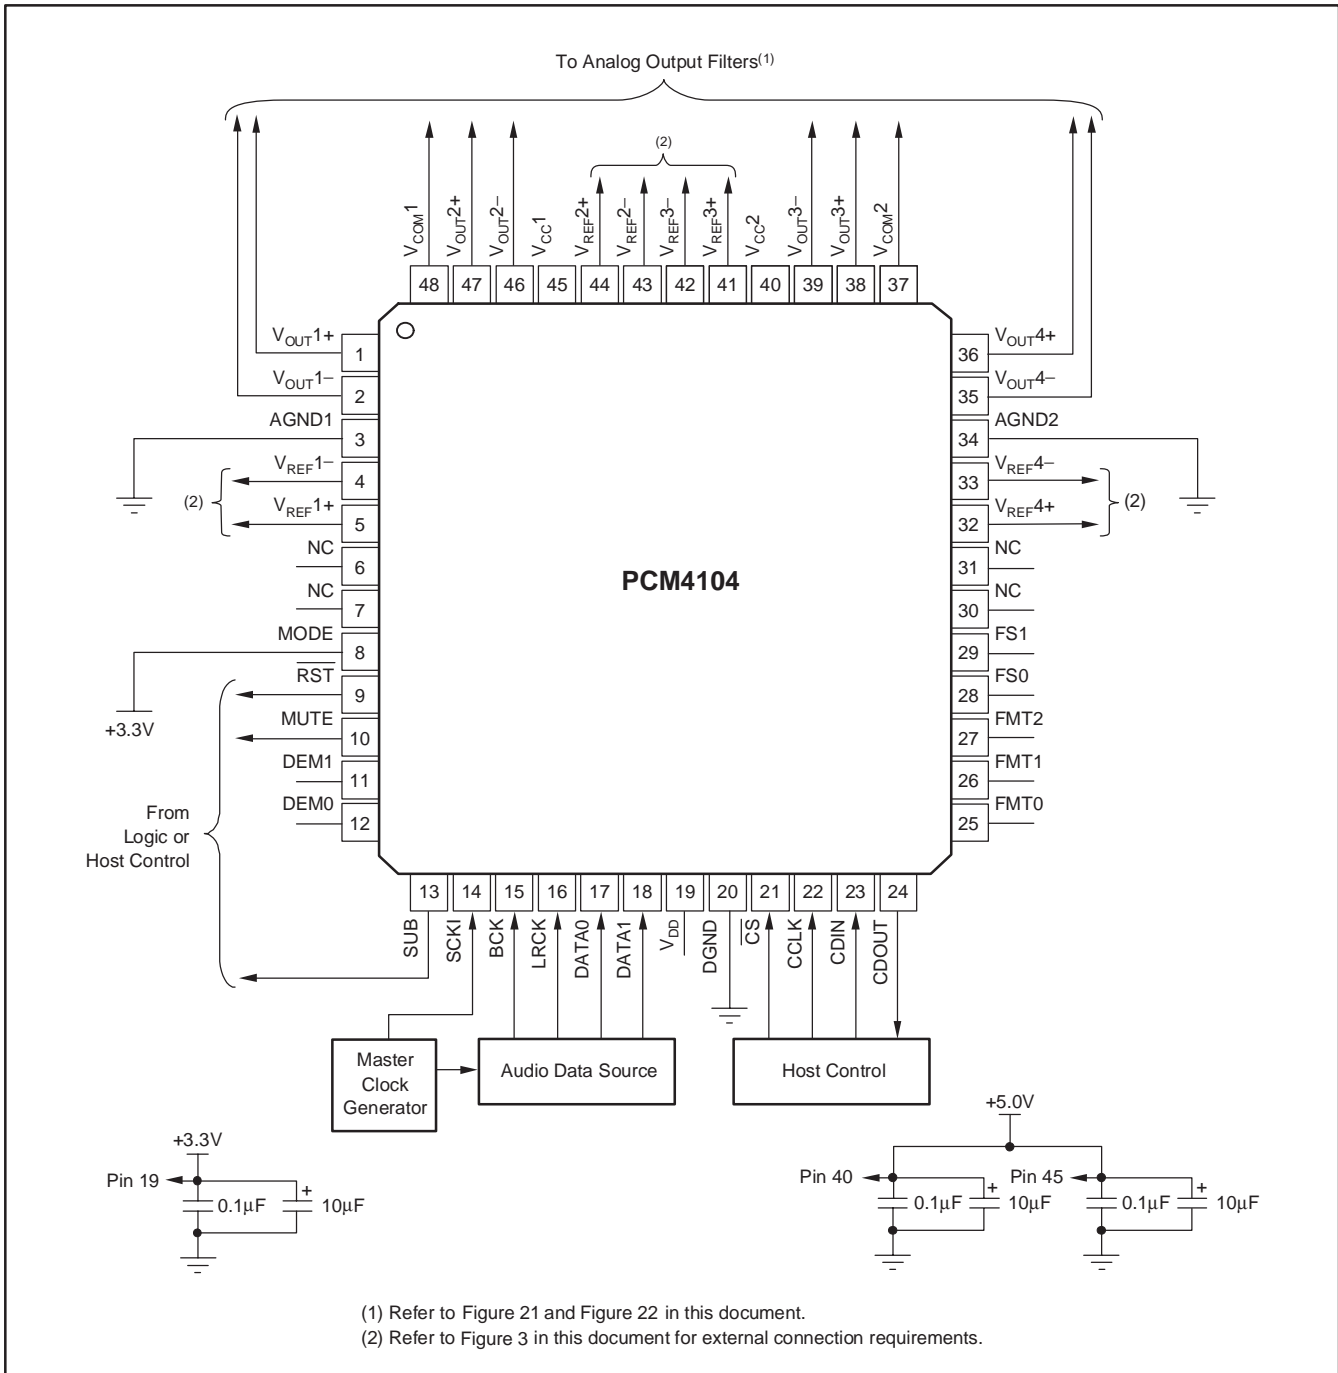 To Analog Output Filters(1)
(2)
VCOM1
VOUT2+
VOUT2−
VCC1
VREF2+
VREF2−
VREF3−
VREF3+
VCC2
VOUT3−
VOUT3+
VCOM2
48 47 46 45 44 43 42 41 40 39 38 37
VOUT1+ 1
VOUT1− 2
AGND1 3
VREF1− 4
VREF1+ 5
(2)
NC 6
NC 7
MODE 8
+3.3V
RST 9
MUTE 10
DEM1 11
DEM0 12
From
Logic or
Host Control
PCM4104
36 VOUT4+
35 VOUT4−
34 AGND2
33 VREF4−
32 VREF4+
(2)
31 NC
30 NC
29 FS1
28 FS0
27 FMT2
26 FMT1
25 FMT0
13 14 15 16 17 18 19 20 21 22 23 24
SUB
SCKI
BCK
LRCK
DATA0
DATA1
VDD
DGND
CS
CCLK
CDIN
CDOUT
Master
Clock
Generator
Audio Data Source
Host Control
+3.3V
Pin 19
0.1µF
+
10µF
+5.0V
Pin 40
0.1µF
+
10µF
Pin 45
0.1µF
+
10µF
(1) Refer to Figure 21 and Figure 22 in this document.
(2) Refer to Figure 3 in this document for external connection requirements.